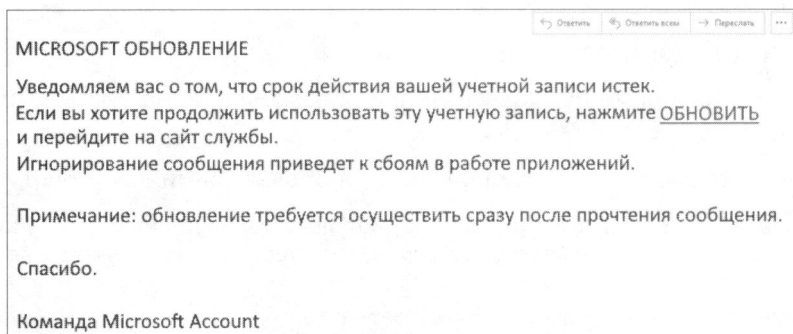 Ответить Ответить всем Переслать
MICROSOFT ОБНОВЛЕНИЕ
Уведомляем вас о том, что срок действия вашей учетной записи истек.
Если вы хотите продолжить использовать эту учетную запись, нажмите ОБНОВИТЬ
и перейдите на сайт службы.
Игнорирование сообщения приведет к сбоям в работе приложений.
Примечание: обновление требуется осуществить сразу после прочтения сообщения.
Спасибо.
Команда Microsoft Account